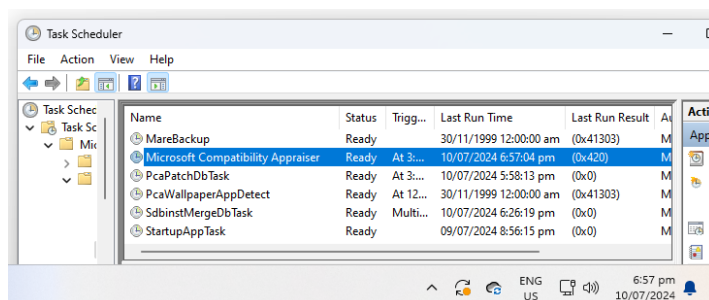 Task Scheduler
File Action View Help
Task Schec
Task Sc
Mic
Name Status Trigg... Last Run Time Last Run Result Au
MareBackup Ready 30/11/1999 12:00:00 am (0x41303) M
Microsoft Compatibility Appraiser Ready At 3:... 10/07/2024 6:57:04 pm (0x420) M
PcaPatchDbTask Ready At 3:... 10/07/2024 5:58:13 pm (0x0) M
PcaWallpaperAppDetect Ready At 12... 30/11/1999 12:00:00 am (0x41303) M
SdbinstMergeDbTask Ready Multi... 10/07/2024 6:26:19 pm (0x0) M
StartupAppTask Ready 09/07/2024 8:56:15 pm (0x0) M
Acti
App
ENG
US
6:57 pm
10/07/2024